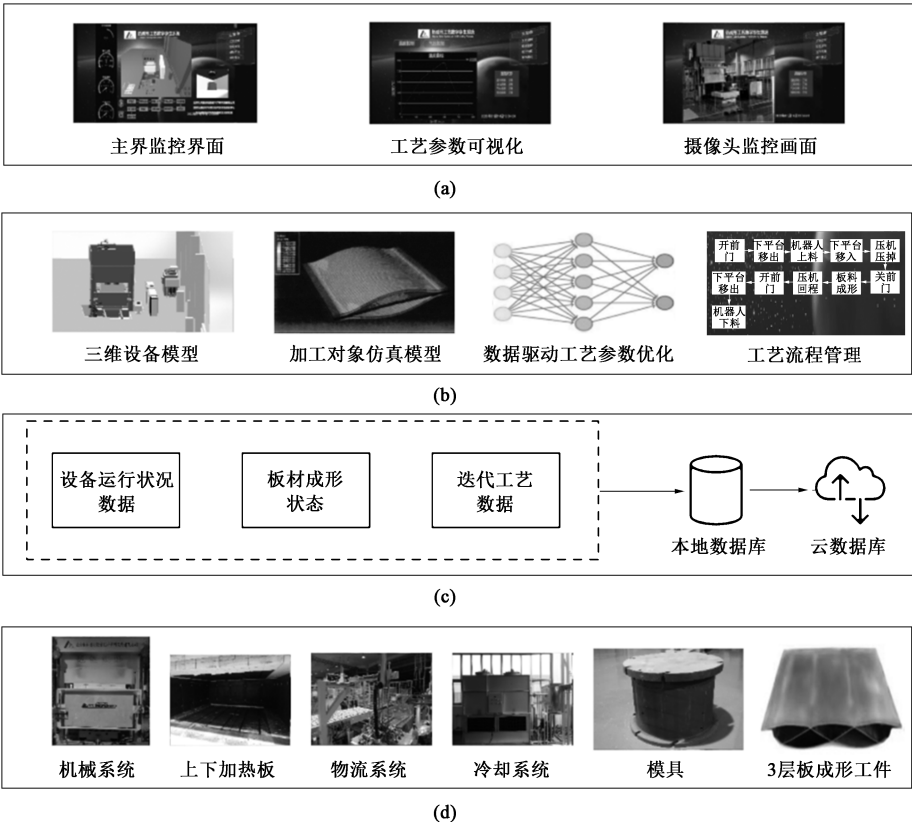 主界监控界面
工艺参数可视化
摄像头监控画面
(a)
开前门
下平台移出
机器人上料
下平台移入
压机压掉
下平台移出
开前门
压机回程
板料成形
关前门
机器人下料
三维设备模型
加工对象仿真模型
数据驱动工艺参数优化
工艺流程管理
(b)
设备运行状况
数据
板材成形
状态
迭代工艺
数据
本地数据库
云数据库
(c)
机械系统
上下加热板
物流系统
冷却系统
模具
3层板成形工件
(d)